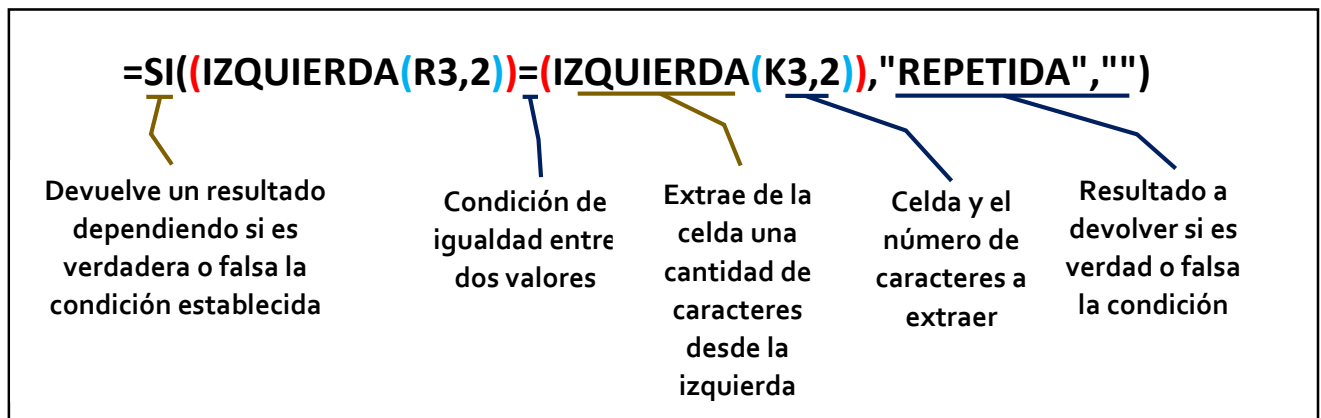 =SI((IZQUIERDA(R3,2))=(IZQUIERDA(K3,2)),"REPETIDA","")
Devuelve un resultado
dependiendo si es
verdadera o falsa la
condición establecida
Condición de
igualdad entre
dos valores
Extrae de la
celda una
cantidad de
caracteres
desde la
izquierda
Celda y el
número de
caracteres a
extraer
Resultado a
devolver si es
verdad o falsa
la condición